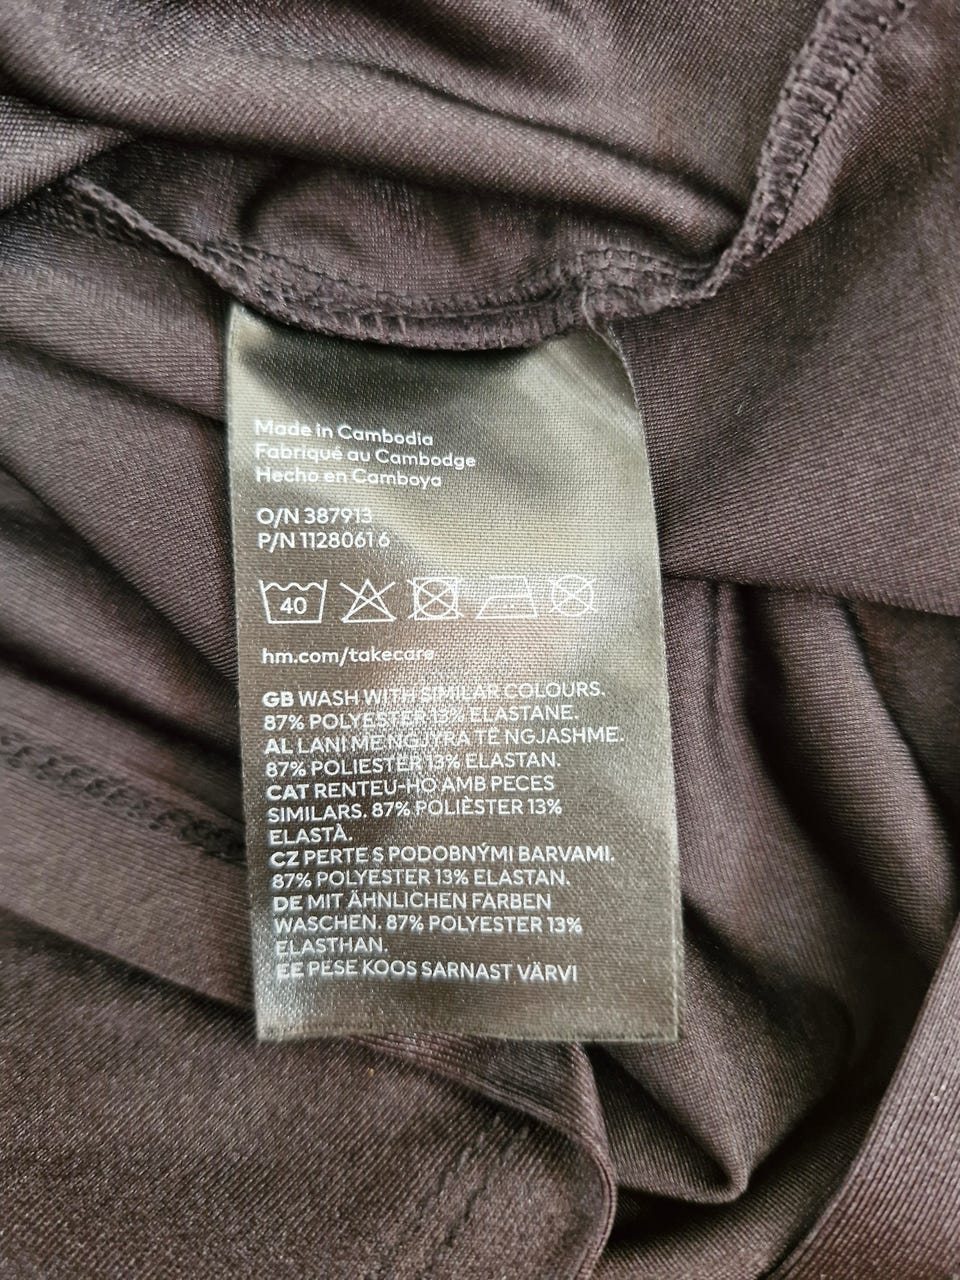 Made in Cambodia
Fabriqué au Cambodge
Hecho en Camboya
O/N 387913
P/N 1128061 6
40
hm.com/takecare
GB WASH WITH SIMILAR COLOURS.
87% POLYESTER 13% ELASTANE.
AL LANI ME NGJYRA TË NGJASHME.
87% POLIESTER 13% ELASTAN.
CAT RENTEU-HO AMB PECES
SIMILARS. 87% POLIÈSTER 13%
ELASTÀ.
CZ PERTE S PODOBNÝMI BARVAMI.
87% POLYESTER 13% ELASTAN.
DE MIT ÄHNLICHEN FARBEN
WASCHEN. 87% POLYESTER 13%
ELASTHAN.
EE PESE KOOS SARNAST VÄRVI